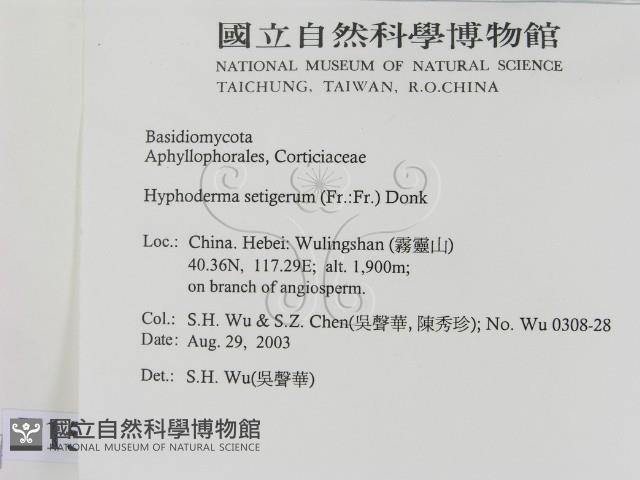 國立自然科學博物館
NATIONAL MUSEUM OF NATURAL SCIENCE
TAICHUNG, TAIWAN, R.O.CHINA
Basidiomycota
Aphyllophorales, Corticiaceae
Hyphoderma setigerum (Fr.:Fr.) Donk
Loc.: China. Hebei: Wulingshan (霧靈山)
40.36N, 117.29E; alt. 1,900m;
on branch of angiosperm.
Col.: S.H. Wu & S.Z. Chen(吳聲華, 陳秀珍); No. Wu 0308-28
Date: Aug. 29, 2003
Det.: S.H. Wu(吳聲華)
國立自然科學博物館
NATIONAL MUSEUM OF NATURAL SCIENCE